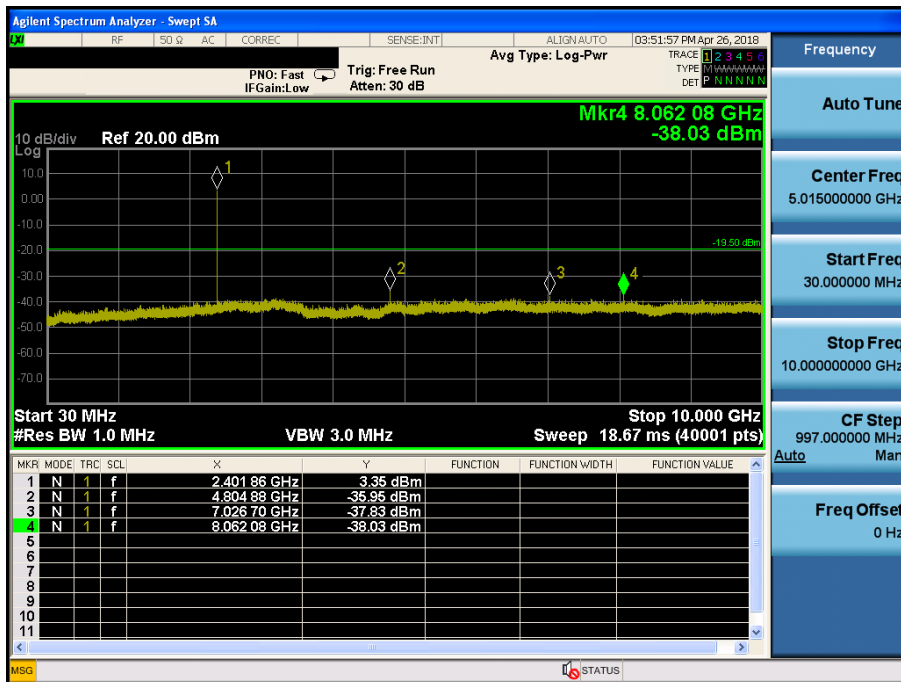 Agilent Spectrum Analyzer - Swept SA
LXI RF 50 Ω AC CORREC SENSE:INT ALIGN AUTO 03:51:57 PM Apr 26, 2018
PNO: Fast Trig: Free Run Avg Type: Log-Pwr TRACE 1 2 3 4 5 6
IFGain:Low Atten: 30 dB TYPE MWWWWW
DET P N N N N N
Mkr4 8.062 08 GHz
-38.03 dBm
10 dB/div Ref 20.00 dBm
Log
10.0
0.00
-10.0
-20.0
-30.0
-40.0
-50.0
-60.0
-70.0
1
2
3
4
-19.50 dBm
Start 30 MHz Stop 10.000 GHz
#Res BW 1.0 MHz VBW 3.0 MHz Sweep 18.67 ms (40001 pts)
MKR MODE TRC SCL X Y FUNCTION FUNCTION WIDTH FUNCTION VALUE
1 N 1 f 2.401 86 GHz 3.35 dBm
2 N 1 f 4.804 88 GHz -35.95 dBm
3 N 1 f 7.026 70 GHz -37.83 dBm
4 N 1 f 8.062 08 GHz -38.03 dBm
5
6
7
8
9
10
11
MSG STATUS
Frequency
Auto Tune
Center Freq
5.015000000 GHz
Start Freq
30.000000 MHz
Stop Freq
10.000000000 GHz
CF Step
997.000000 MHz
Auto Man
Freq Offset
0 Hz